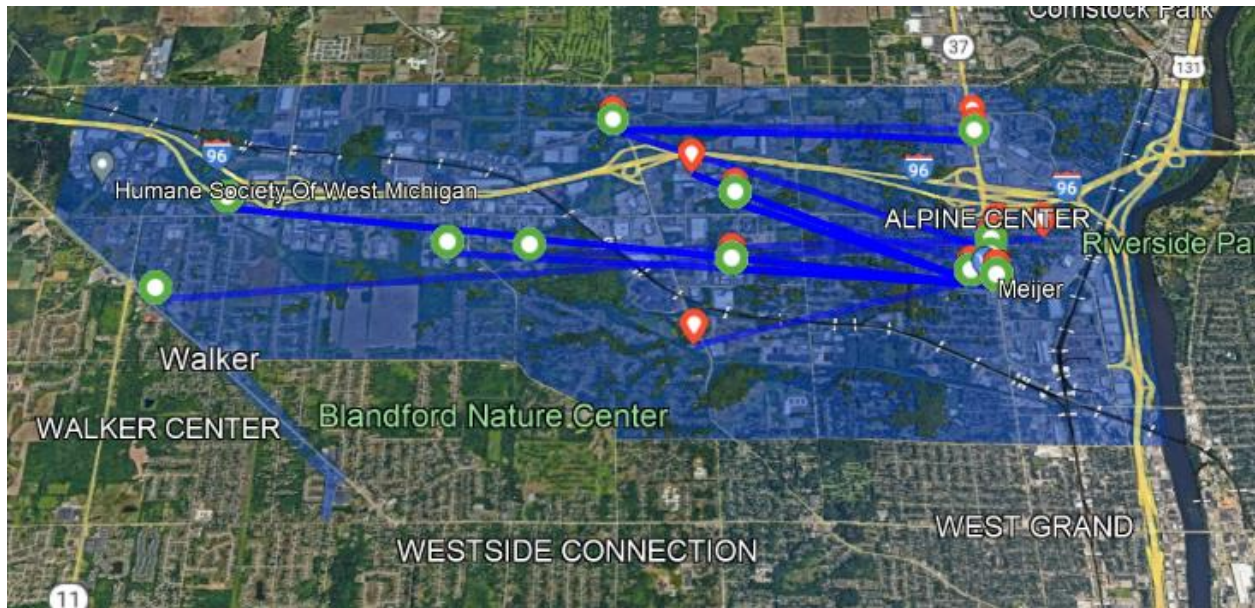 Comstock Park
37
131
96
96
Humane Society Of West Michigan
96
ALPINE CENTER
Riverside Pa
Meijer
Walker
Blandford Nature Center
WALKER CENTER
WEST GRAND
WESTSIDE CONNECTION
11